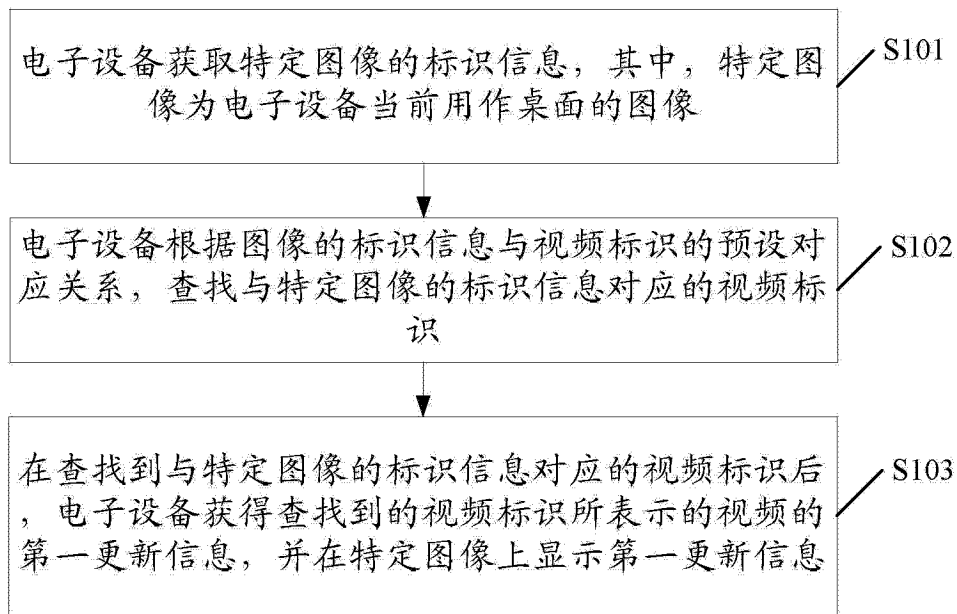 电子设备获取特定图像的标识信息，其中，特定图
像为电子设备当前用作桌面的图像
S101
电子设备根据图像的标识信息与视频标识的预设对
应关系，查找与特定图像的标识信息对应的视频标
识
S102
在查找到与特定图像的标识信息对应的视频标识后
，电子设备获得查找到的视频标识所表示的视频的
第一更新信息，并在特定图像上显示第一更新信息
S103